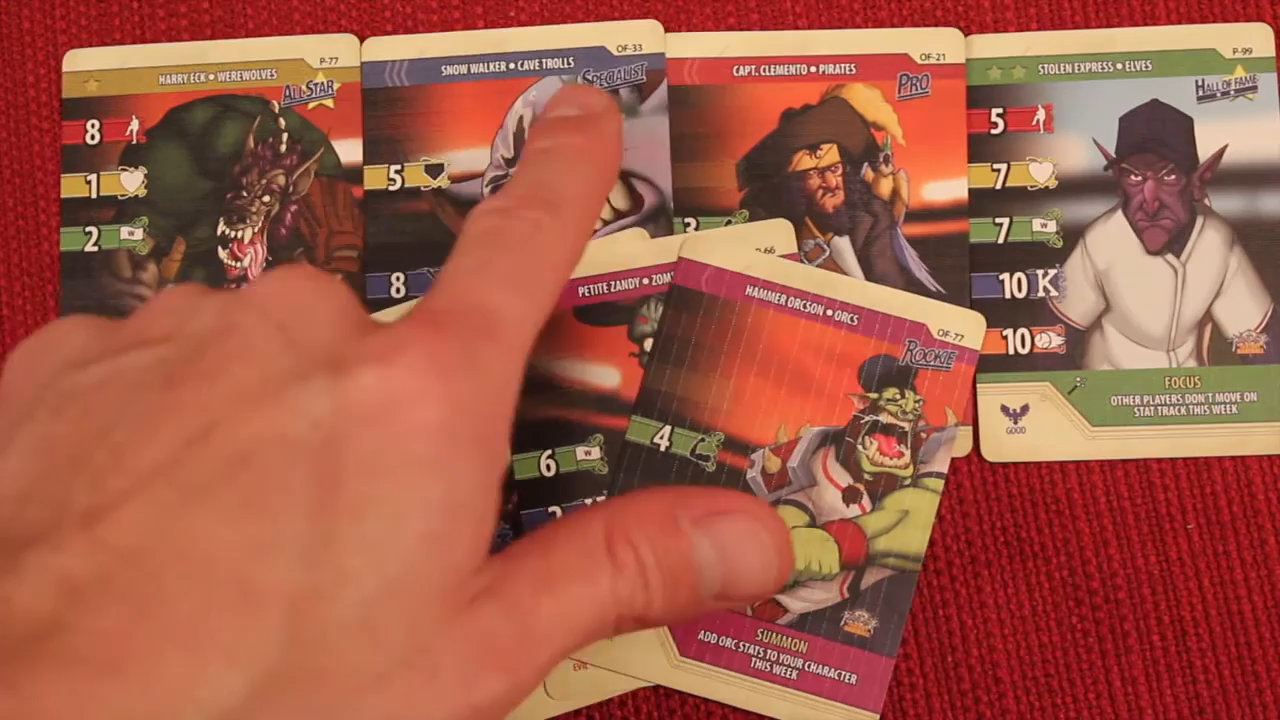 P-77
HARRY ECK • WEREWOLVES
ALL STAR
8
1
2 W
OF-33
SNOW WALKER • CAVE TROLLS
SPECIALIST
5
8
OF-21
CAPT. CLEMENTO • PIRATES
PRO
3
P-99
STOLEN EXPRESS • ELVES
HALL OF FAME
5
7
7 W
10 K
10
FOCUS
OTHER PLAYERS DON'T MOVE ON
STAT TRACK THIS WEEK
GOOD
PETITE ZANDY •
6 W
EVIL
OF-77
HAMMER ORCSON • ORCS
ROOKIE
4
SUMMON
ADD ORC STATS TO YOUR CHARACTER
THIS WEEK